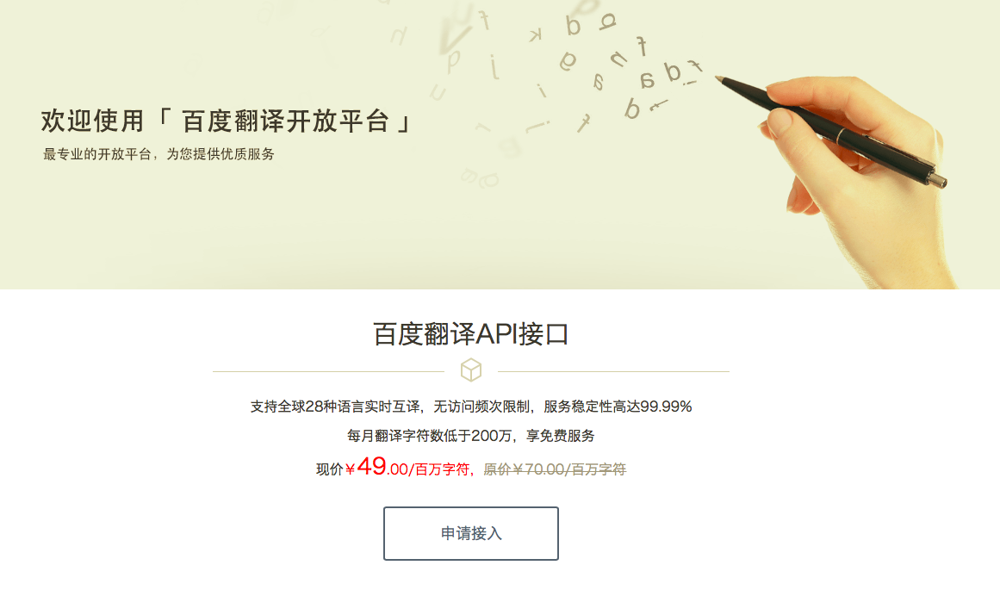 欢迎使用「 百度翻译开放平台 」
最专业的开放平台，为您提供优质服务
百度翻译API接口
支持全球28种语言实时互译，无访问频次限制，服务稳定性高达99.99%
每月翻译字符数低于200万，享免费服务
现价￥49.00/百万字符，原价￥70.00/百万字符
申请接入